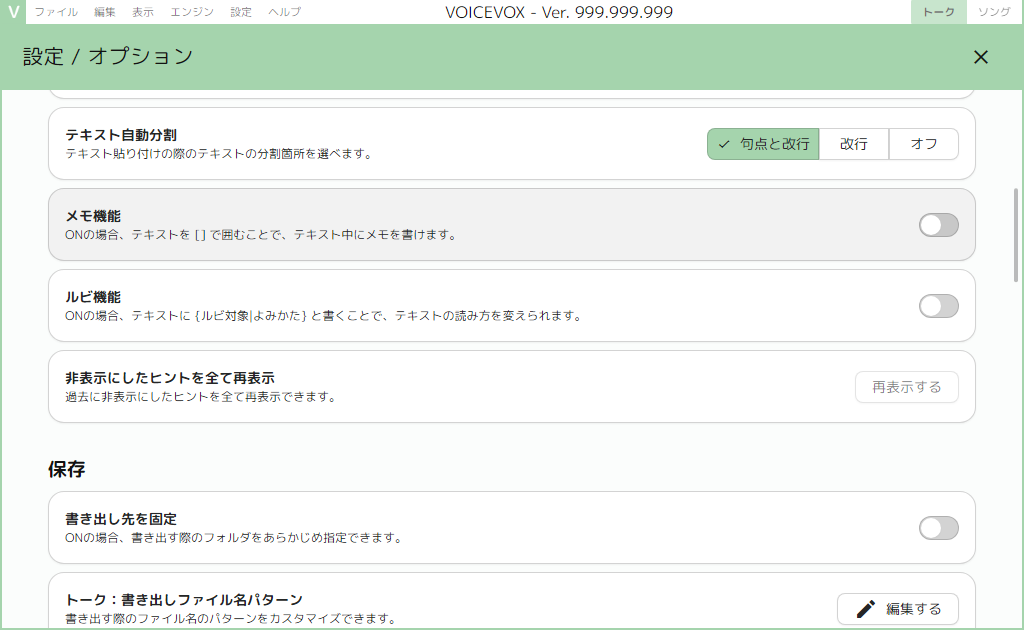 V ファイル 編集 表示 エンジン 設定 ヘルプ VOICEVOX - Ver. 999.999.999 トーク ソング
設定 / オプション
テキスト自動分割
テキスト貼り付けの際のテキストの分割箇所を選べます。
句点と改行 改行 オフ
メモ機能
ONの場合、テキストを [] で囲むことで、テキスト中にメモを書けます。
ルビ機能
ONの場合、テキストに {ルビ対象|よみかた} と書くことで、テキストの読み方を変えられます。
非表示にしたヒントを全て再表示
過去に非表示にしたヒントを全て再表示できます。
再表示する
保存
書き出し先を固定
ONの場合、書き出す際のフォルダをあらかじめ指定できます。
トーク：書き出しファイル名パターン
書き出す際のファイル名のパターンをカスタマイズできます。
編集する